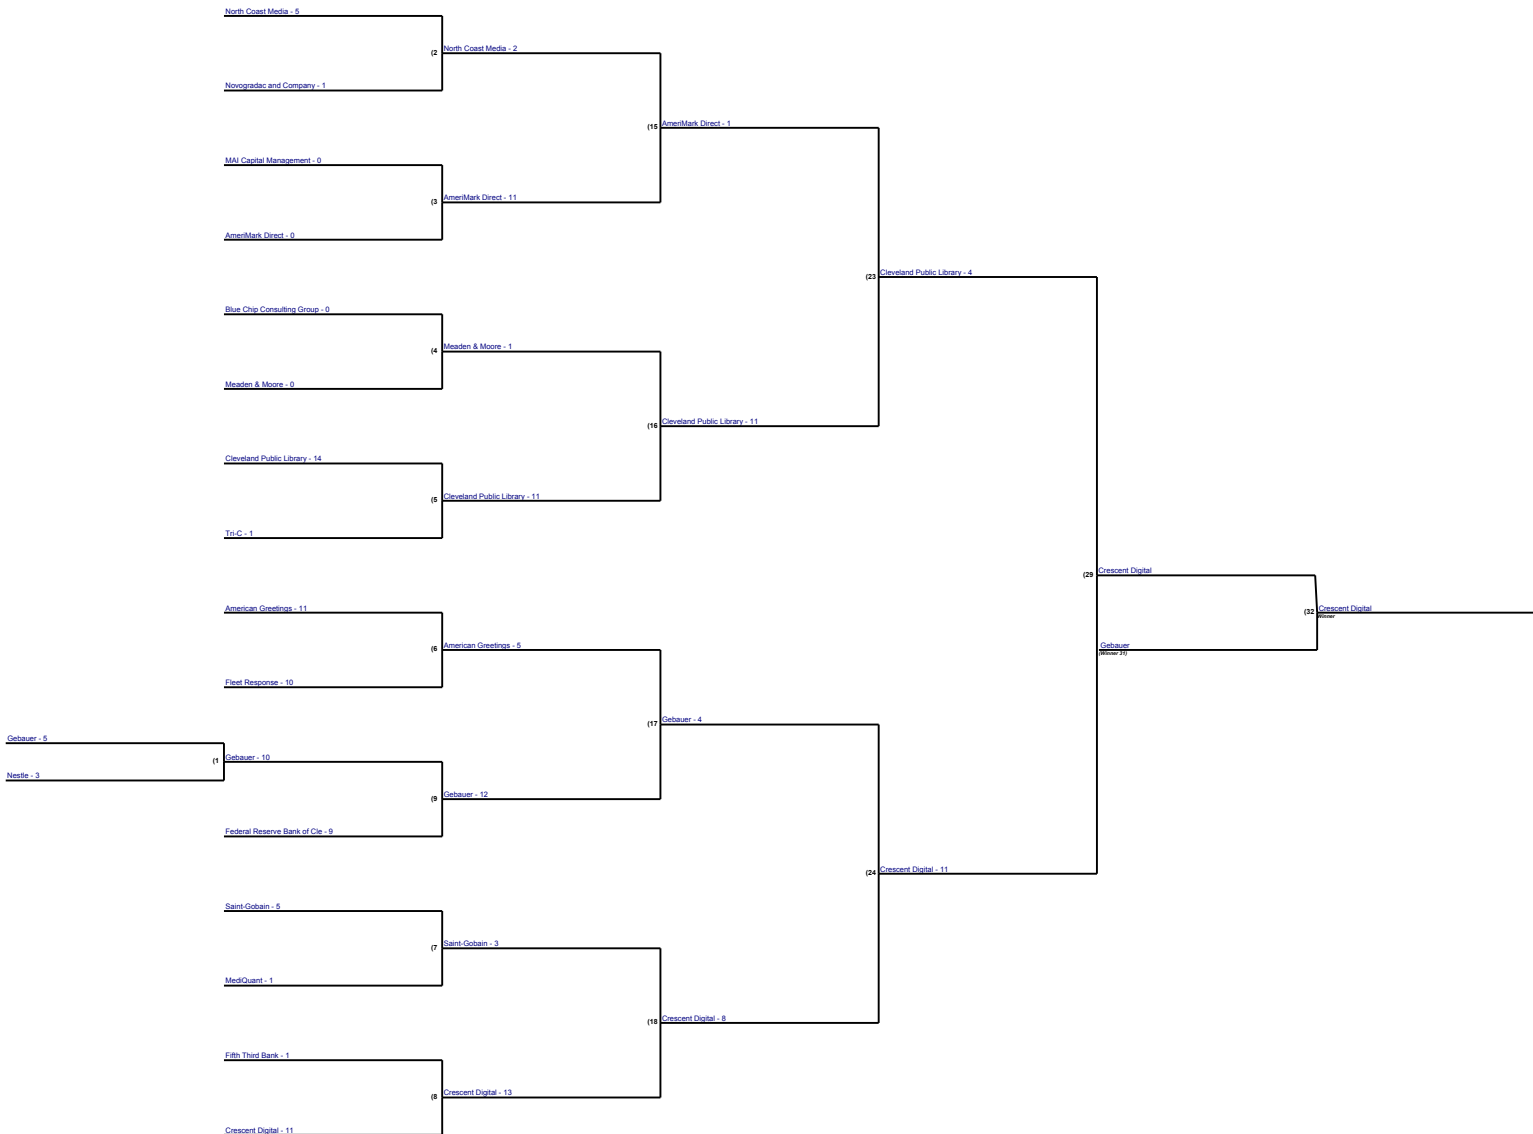 North Coast Media - 5
(2
North Coast Media - 2
Novogradac and Company - 1
(15
AmeriMark Direct - 1
MAI Capital Management - 0
(3
AmeriMark Direct - 11
AmeriMark Direct - 0
(23
Cleveland Public Library - 4
Blue Chip Consulting Group - 0
(4
Meaden & Moore - 1
Meaden & Moore - 0
(16
Cleveland Public Library - 11
Cleveland Public Library - 14
(5
Cleveland Public Library - 11
Tri-C - 1
(29
Crescent Digital
American Greetings - 11
(32
Crescent Digital
Winner
(6
American Greetings - 5
Gebauer
(Winner 31)
Fleet Response - 10
(17
Gebauer - 4
Gebauer - 5
(1
Gebauer - 10
Nestle - 3
(9
Gebauer - 12
Federal Reserve Bank of Cle - 9
(24
Crescent Digital - 11
Saint-Gobain - 5
(7
Saint-Gobain - 3
MediQuant - 1
(18
Crescent Digital - 8
Fifth Third Bank - 1
(8
Crescent Digital - 13
Crescent Digital - 11